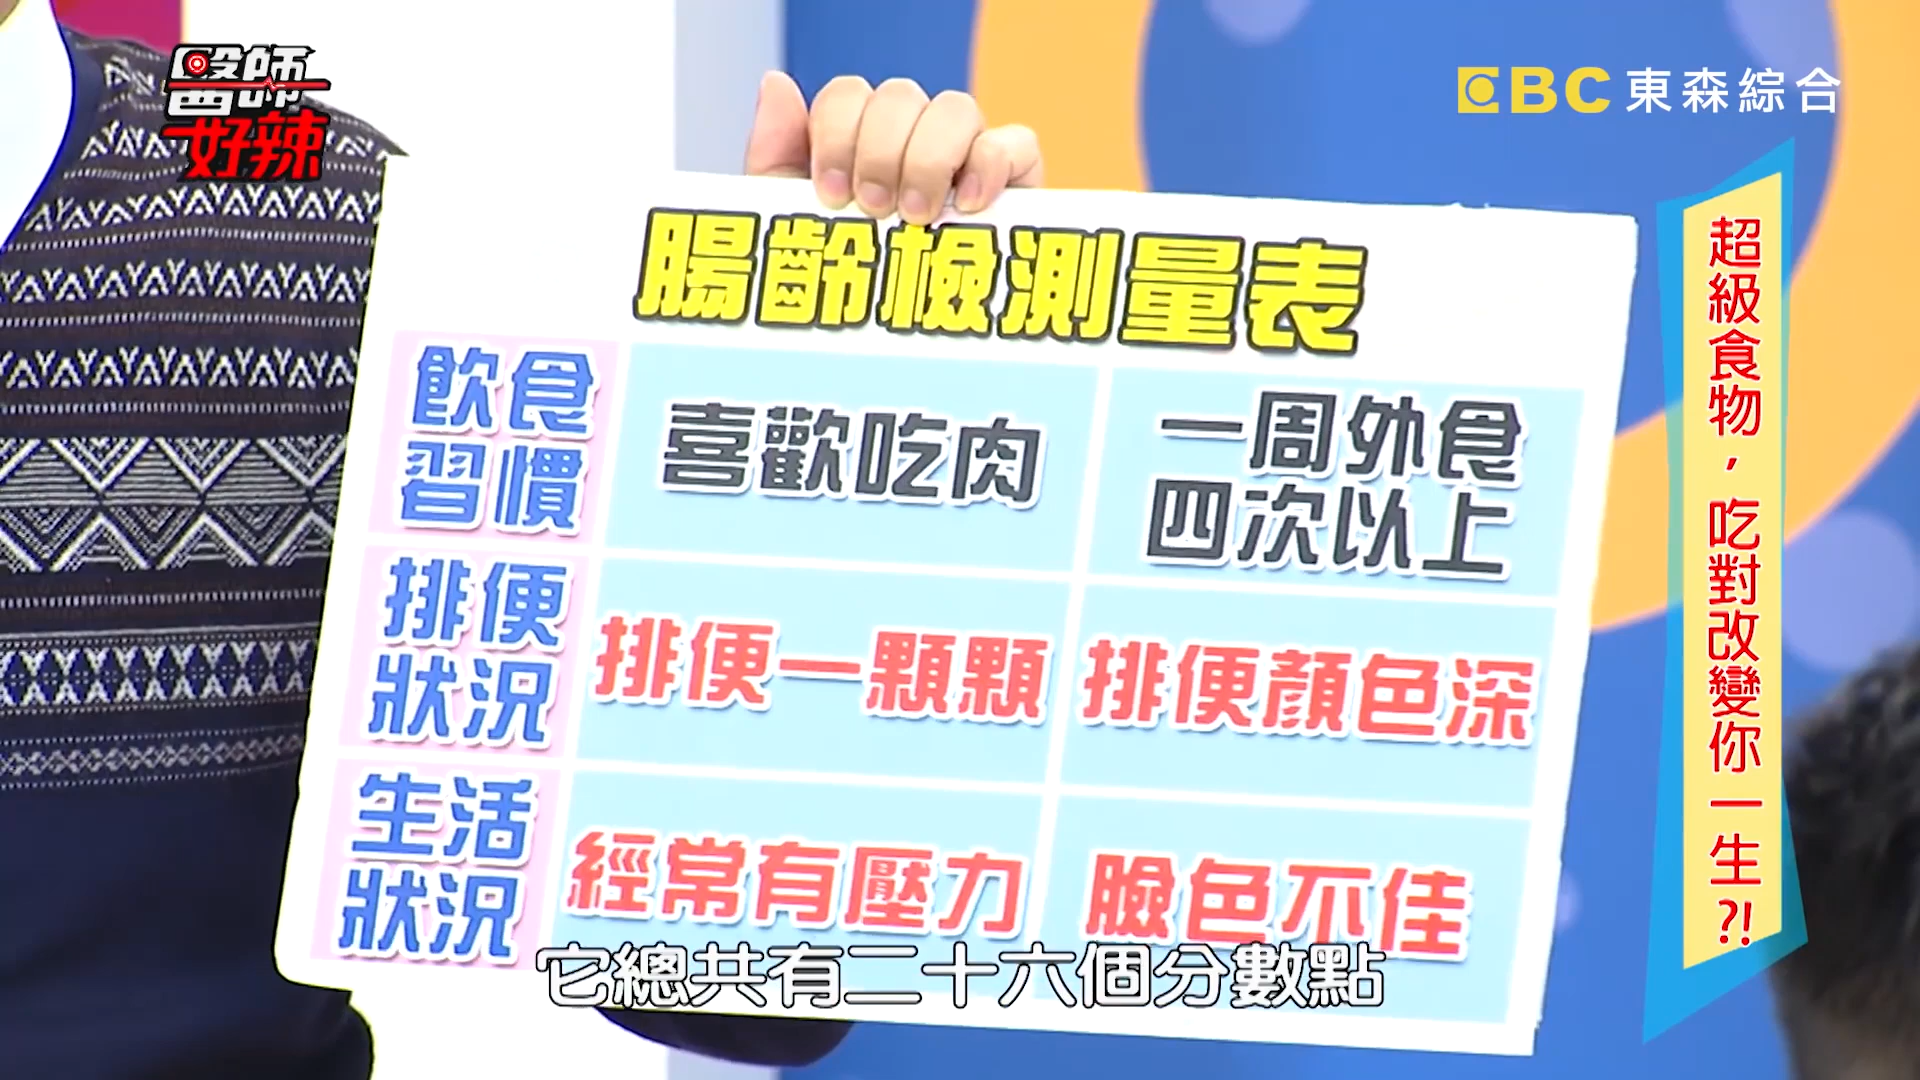 醫師
好辣
EBC 東森綜合
超級食物，吃對改變你一生?!
腸齡檢測量表
飲食
習慣
喜歡吃肉
一周外食
四次以上
排便
狀況
排便一顆顆
排便顏色深
生活
狀況
經常有壓力
臉色不佳
它總共有二十六個分數點